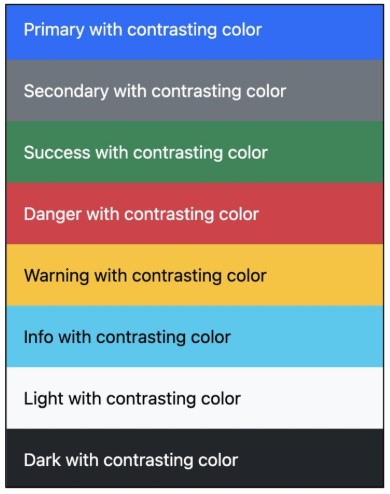 Primary with contrasting color
Secondary with contrasting color
Success with contrasting color
Danger with contrasting color
Warning with contrasting color
Info with contrasting color
Light with contrasting color
Dark with contrasting color